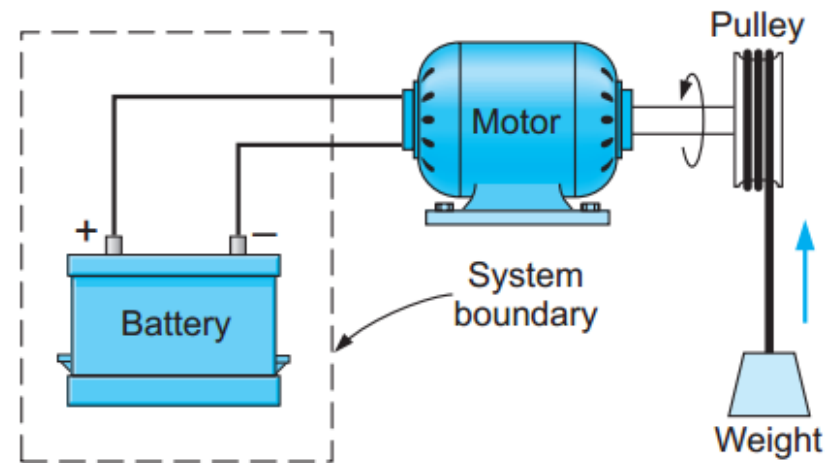 Pulley
Motor
+
−
System
boundary
Battery
Weight